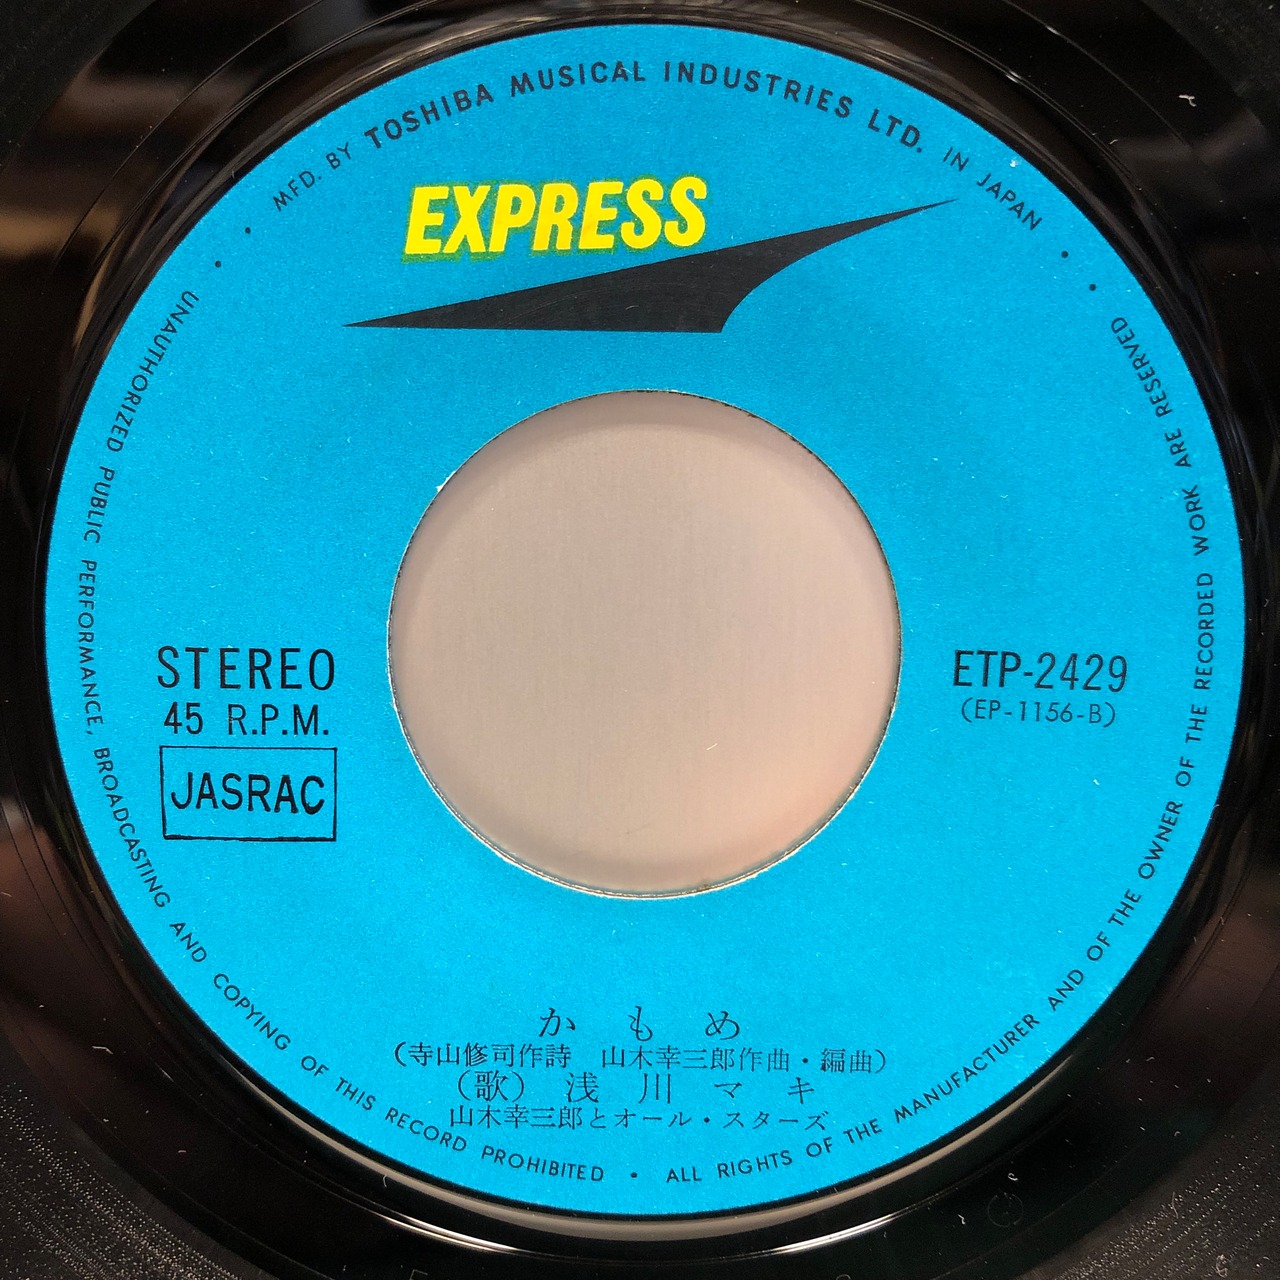 MFD. BY TOSHIBA MUSICAL INDUSTRIES LTD. IN JAPAN
EXPRESS
STEREO
45 R.P.M.
JASRAC
ETP-2429
(EP-1156-B)
かもめ
(寺山修司作詩 山木幸三郎作曲・編曲)
(歌) 浅川マキ
山木幸三郎とオール・スターズ
UNAUTHORIZED PUBLIC PERFORMANCE, BROADCASTING AND COPYING OF THIS RECORD PROHIBITED • ALL RIGHTS OF THE MANUFACTURER AND OF THE OWNER OF THE RECORDED WORK ARE RESERVED